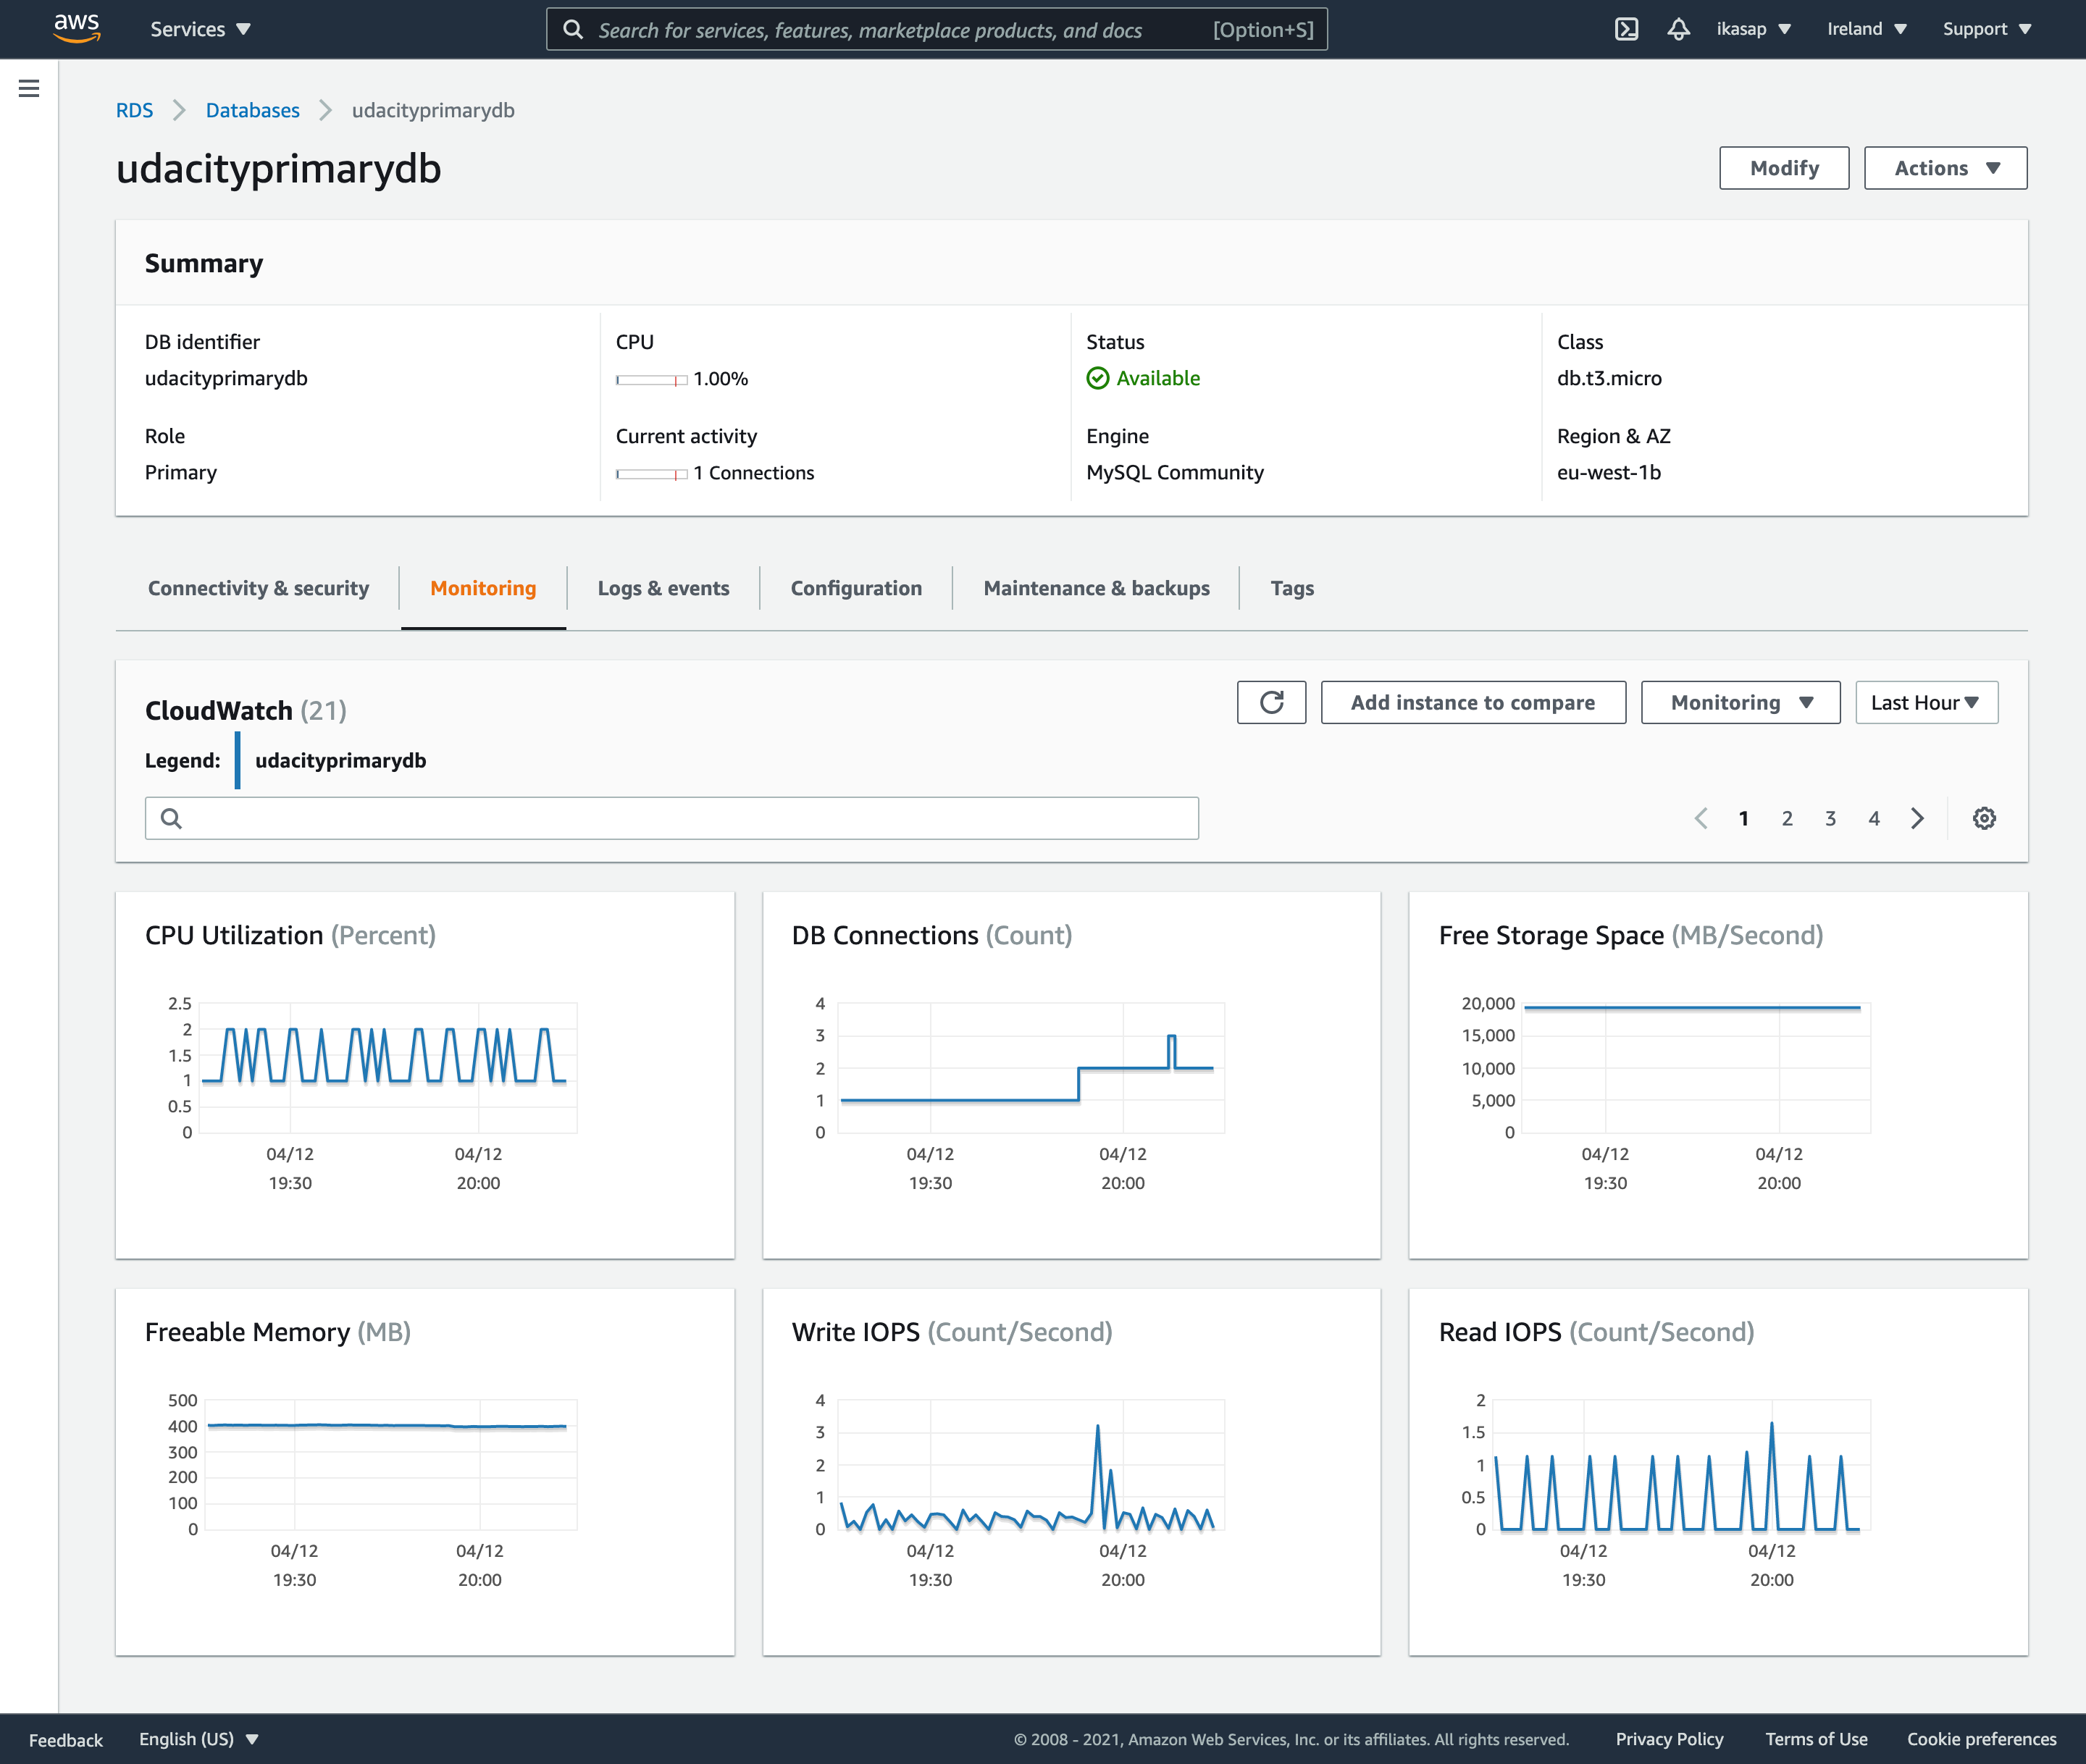 aws Services Search for services, features, marketplace products, and docs [Option+S] ikasap Ireland Support
RDS Databases udacityprimarydb
udacityprimarydb Modify Actions
Summary
DB identifier CPU Status Class
udacityprimarydb 1.00% Available db.t3.micro
Role Current activity Engine Region & AZ
Primary 1 Connections MySQL Community eu-west-1b
Connectivity & security Monitoring Logs & events Configuration Maintenance & backups Tags
CloudWatch (21) Add instance to compare Monitoring Last Hour
Legend: udacityprimarydb
1 2 3 4
CPU Utilization (Percent)
2.5
2
1.5
1
0.5
0
04/12 04/12
19:30 20:00
DB Connections (Count)
4
3
2
1
0
04/12 04/12
19:30 20:00
Free Storage Space (MB/Second)
20,000
15,000
10,000
5,000
0
04/12 04/12
19:30 20:00
Freeable Memory (MB)
500
400
300
200
100
0
04/12 04/12
19:30 20:00
Write IOPS (Count/Second)
4
3
2
1
0
04/12 04/12
19:30 20:00
Read IOPS (Count/Second)
2
1.5
1
0.5
0
04/12 04/12
19:30 20:00
Feedback English (US) © 2008 - 2021, Amazon Web Services, Inc. or its affiliates. All rights reserved. Privacy Policy Terms of Use Cookie preferences